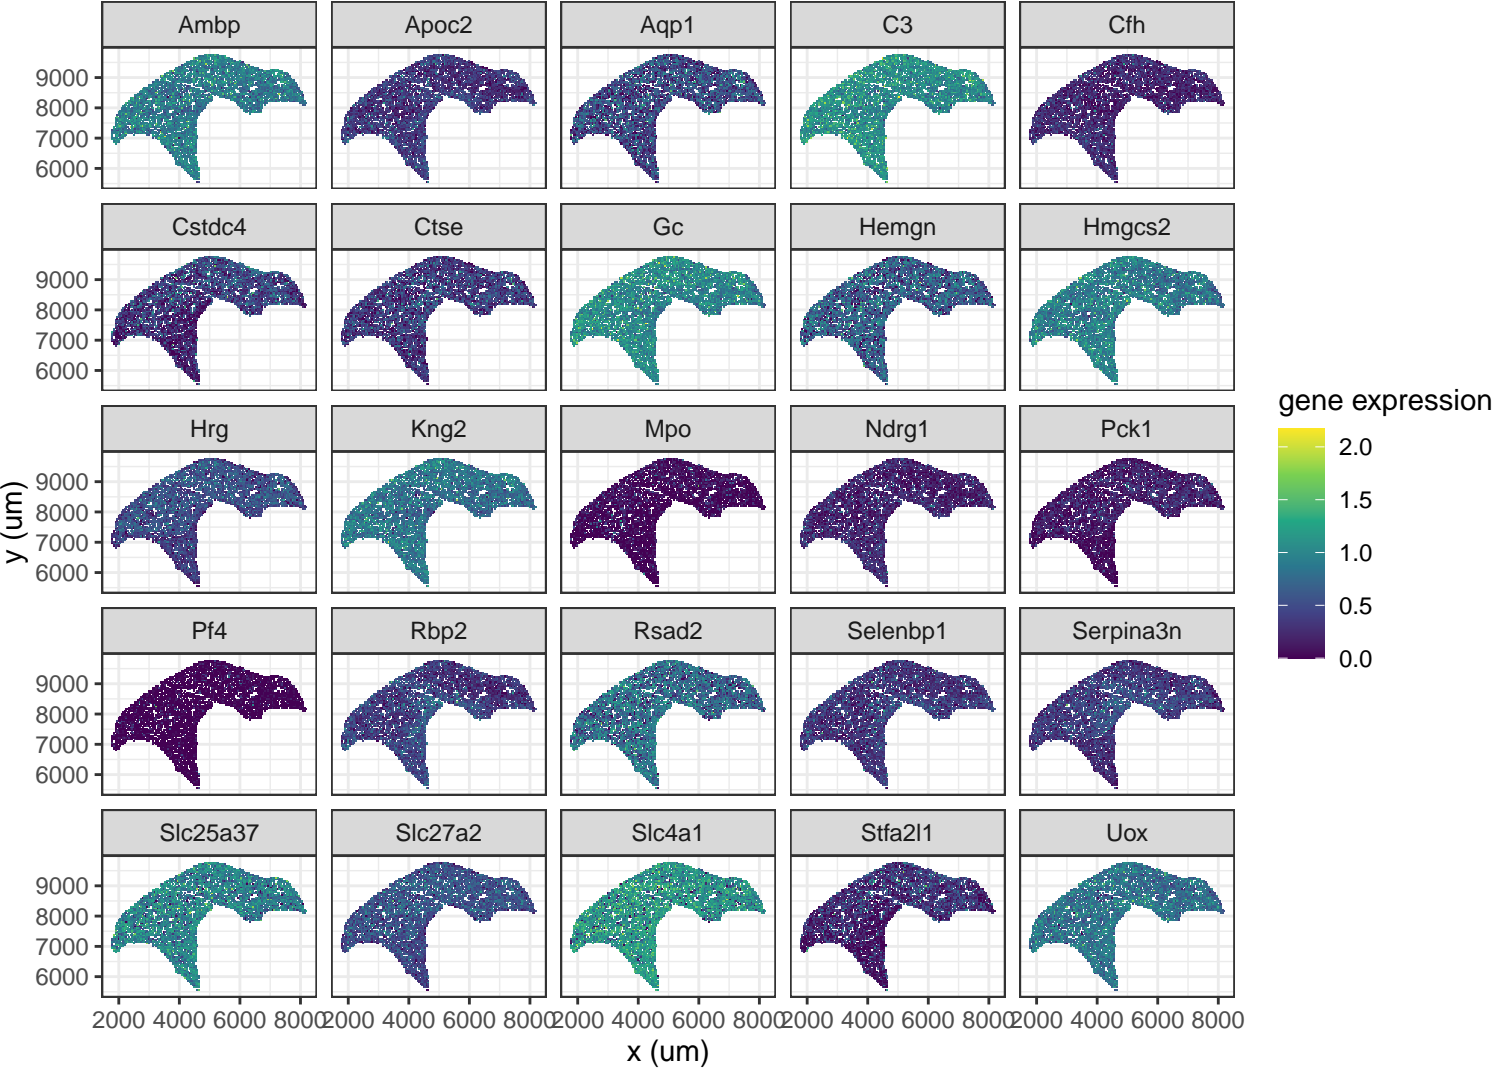 Ambp Apoc2 Aqp1 C3 Cfh
9000
8000
7000
6000
Cstdc4 Ctse Gc Hemgn Hmgcs2
9000
8000
7000
6000
gene expression
2.0
1.5
1.0
0.5
0.0
Hrg Kng2 Mpo Ndrg1 Pck1
9000
8000
7000
6000
y (um)
Pf4 Rbp2 Rsad2 Selenbp1 Serpina3n
9000
8000
7000
6000
Slc25a37 Slc27a2 Slc4a1 Stfa2l1 Uox
9000
8000
7000
6000
2000 4000 6000 8000 2000 4000 6000 8000 2000 4000 6000 8000 2000 4000 6000 8000 2000 4000 6000 8000
x (um)